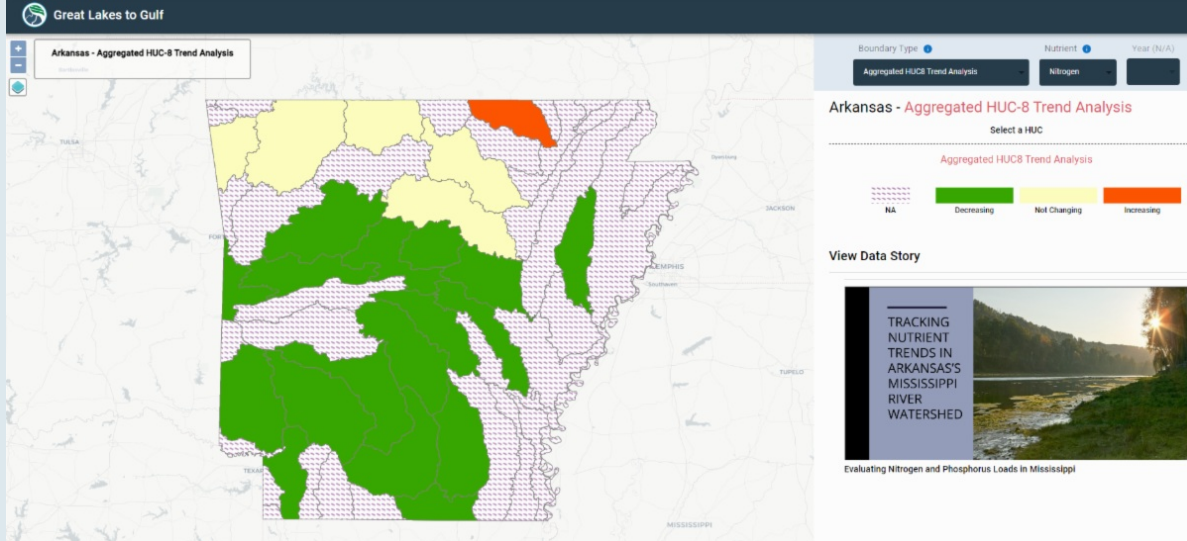 Great Lakes to Gulf
+
−
Arkansas - Aggregated HUC-8 Trend Analysis
TULSA
JACKSON
FOR
EMPHIS
Southaven
TUPELO
TEXAR
MISSISSIPPI
Boundary Type
Nutrient
Year (N/A)
Aggregated HUC8 Trend Analysis
Nitrogen
Arkansas - Aggregated HUC-8 Trend Analysis
Select a HUC
Aggregated HUC8 Trend Analysis
NA
Decreasing
Not Changing
Increasing
View Data Story
TRACKING
NUTRIENT
TRENDS IN
ARKANSAS'S
MISSISSIPPI
RIVER
WATERSHED
Evaluating Nitrogen and Phosphorus Loads in Mississippi